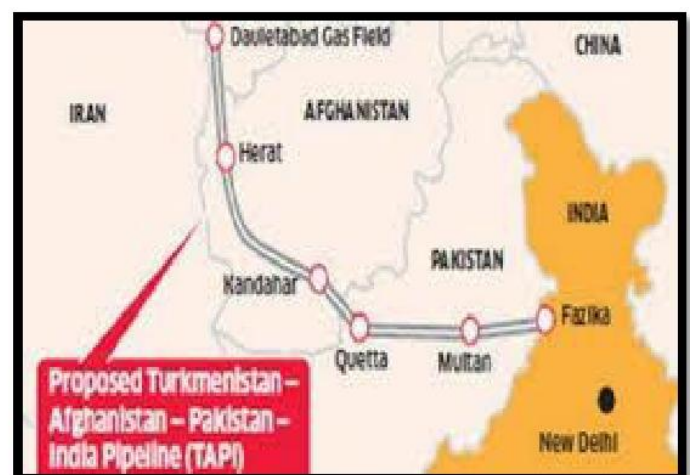 Dauletabad Gas Field
CHINA
IRAN
AFGHANISTAN
Herat
INDIA
PAKISTAN
Kandahar
Fazilka
Quetta
Multan
Proposed Turkmenistan –
Afghanistan – Pakistan –
India Pipeline (TAPI)
New Delhi